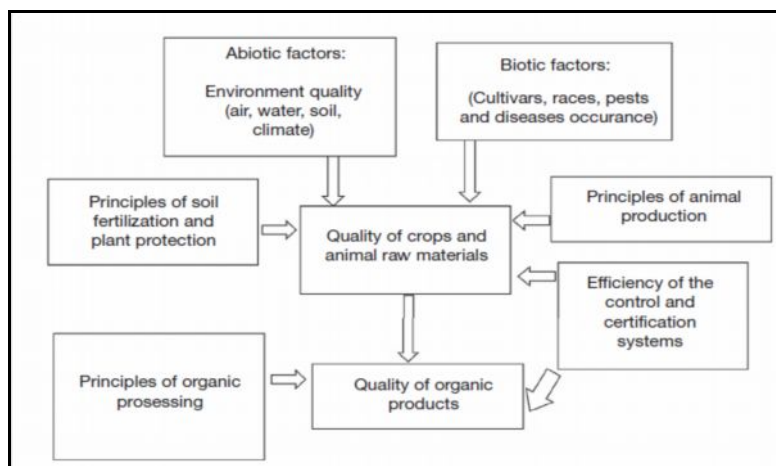 Abiotic factors:
Environment quality
(air, water, soil,
climate)
Biotic factors:
(Cultivars, races, pests
and diseases occurance)
Principles of soil
fertilization and
plant protection
Quality of crops and
animal raw materials
Principles of animal
production
Efficiency of the
control and
certification
systems
Principles of organic
prosessing
Quality of organic
products